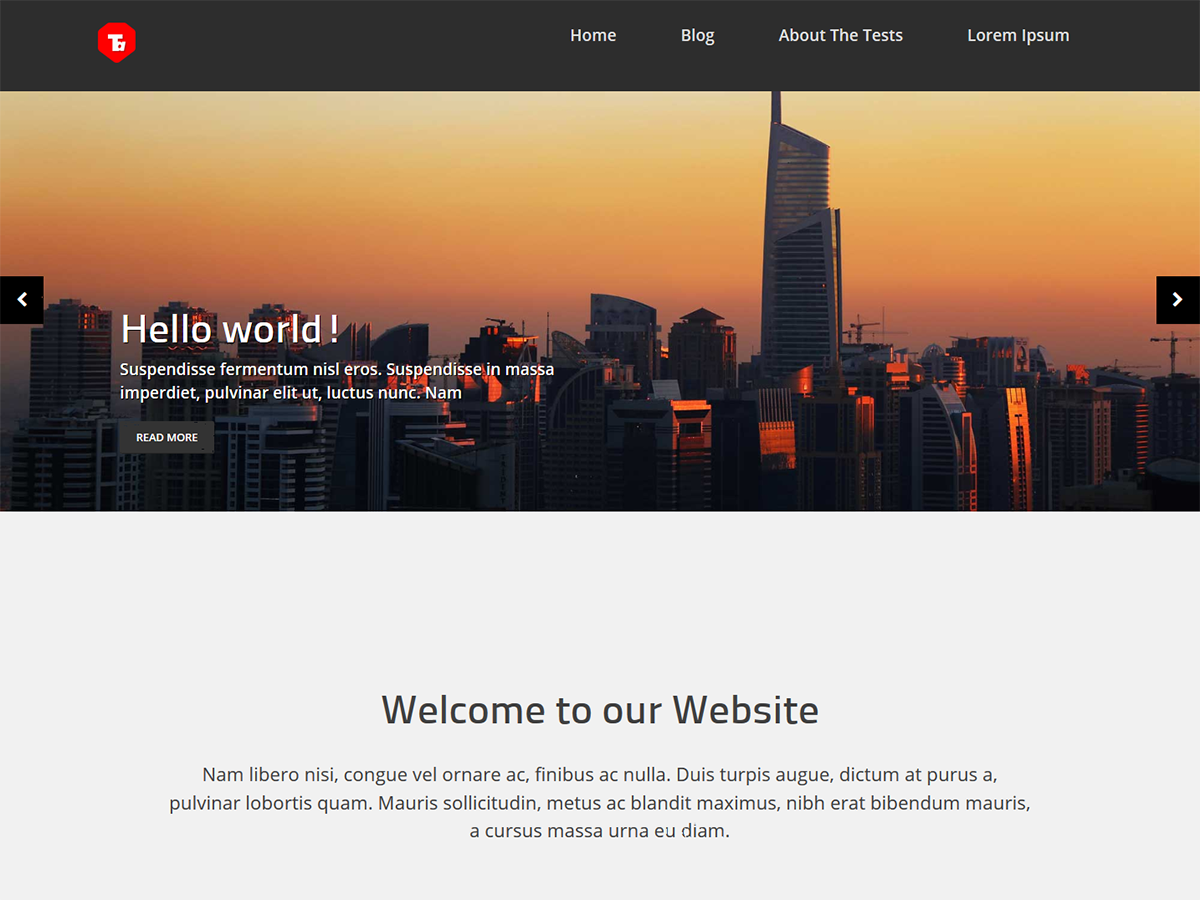 Home Blog About The Tests Lorem Ipsum
Hello world!
Suspendisse fermentum nisl eros. Suspendisse in massa
imperdiet, pulvinar elit ut, luctus nunc. Nam
READ MORE
Welcome to our Website
Nam libero nisi, congue vel ornare ac, finibus ac nulla. Duis turpis augue, dictum at purus a,
pulvinar lobortis quam. Mauris sollicitudin, metus ac blandit maximus, nibh erat bibendum mauris,
a cursus massa urna eu diam.